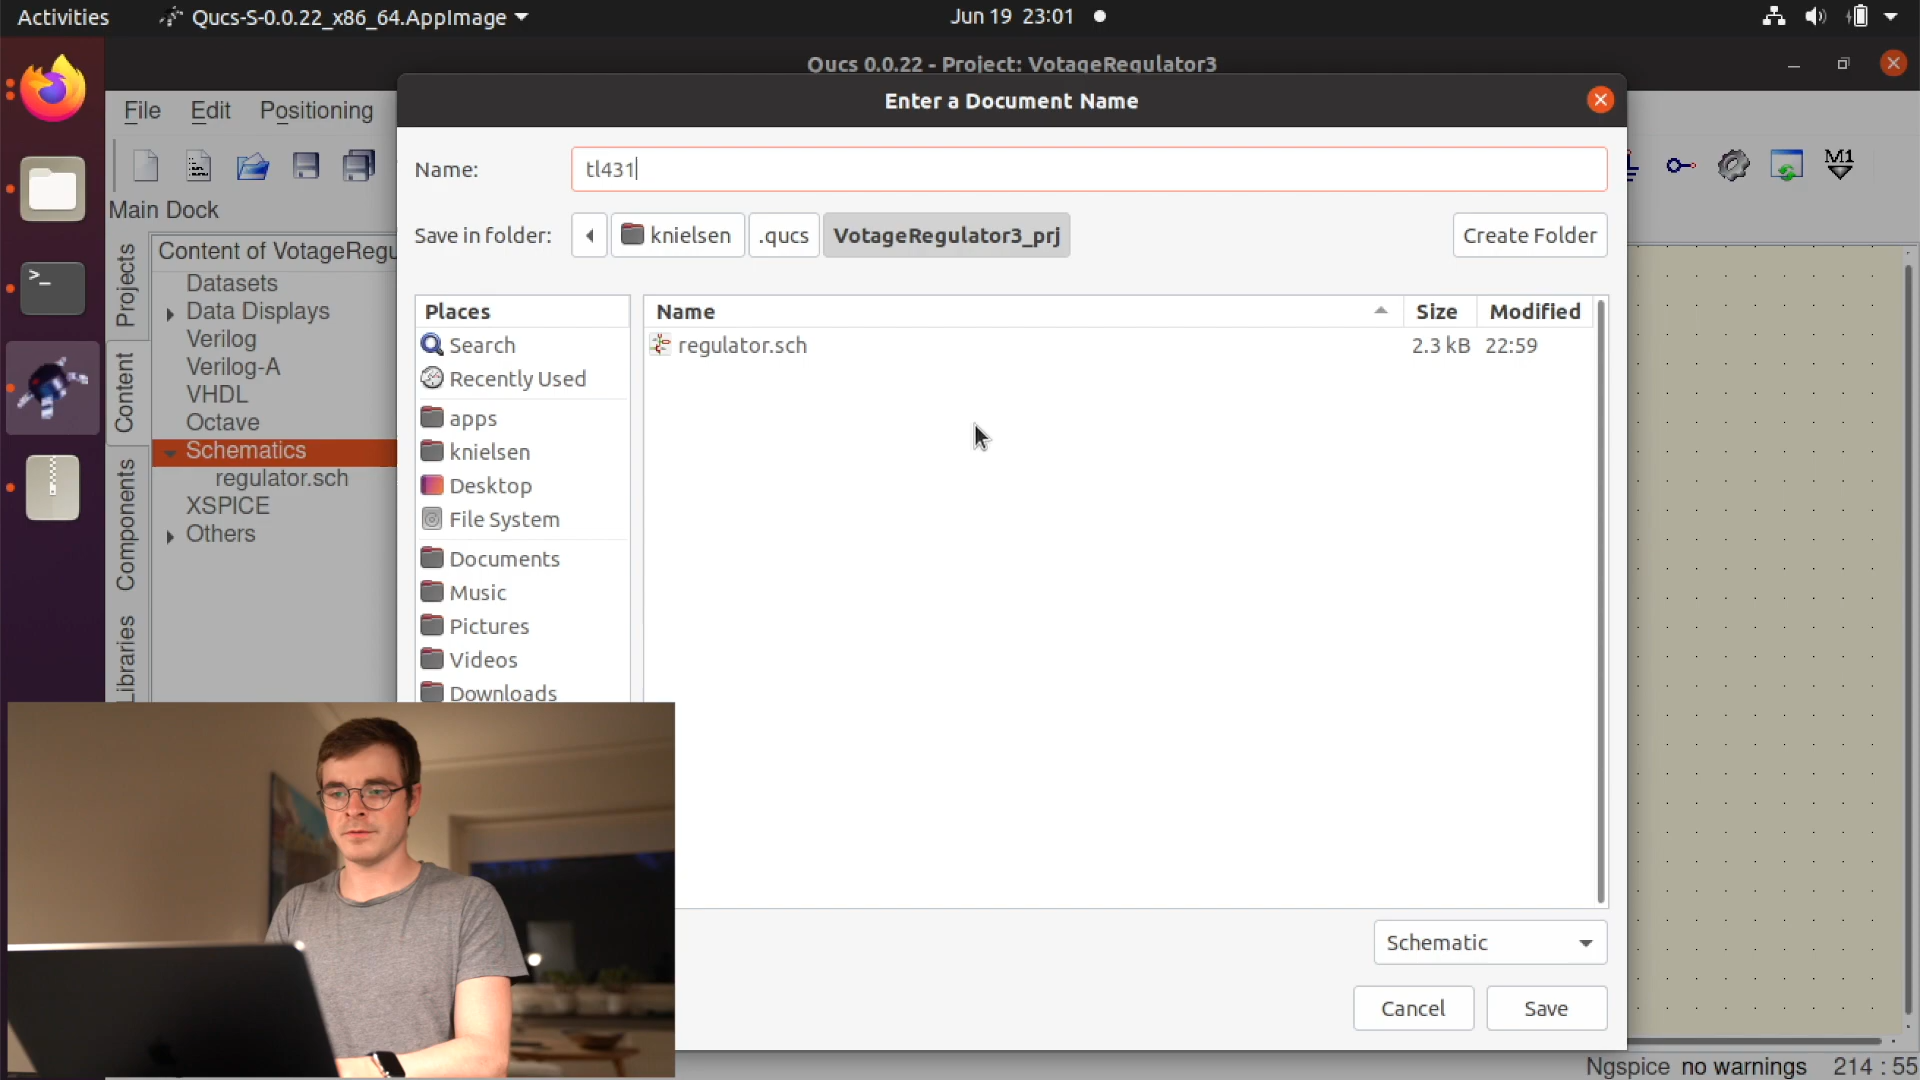 Activities
Qucs-S-0.0.22_x86_64.AppImage
Jun 19 23:01
Qucs 0.0.22 - Project: VotageRegulator3
File Edit Positioning
Enter a Document Name
Name:
tl431
Save in folder:
knielsen
.qucs
VotageRegulator3_prj
Create Folder
M1
Main Dock
Projects
Content
Components
Libraries
Content of VotageRegu
Datasets
Data Displays
Verilog
Verilog-A
VHDL
Octave
Schematics
regulator.sch
XSPICE
Others
Places
Search
Recently Used
apps
knielsen
Desktop
File System
Documents
Music
Pictures
Videos
Downloads
Name Size Modified
regulator.sch 2.3 kB 22:59
Schematic
Cancel
Save
Ngspice no warnings 214 : 55
>_